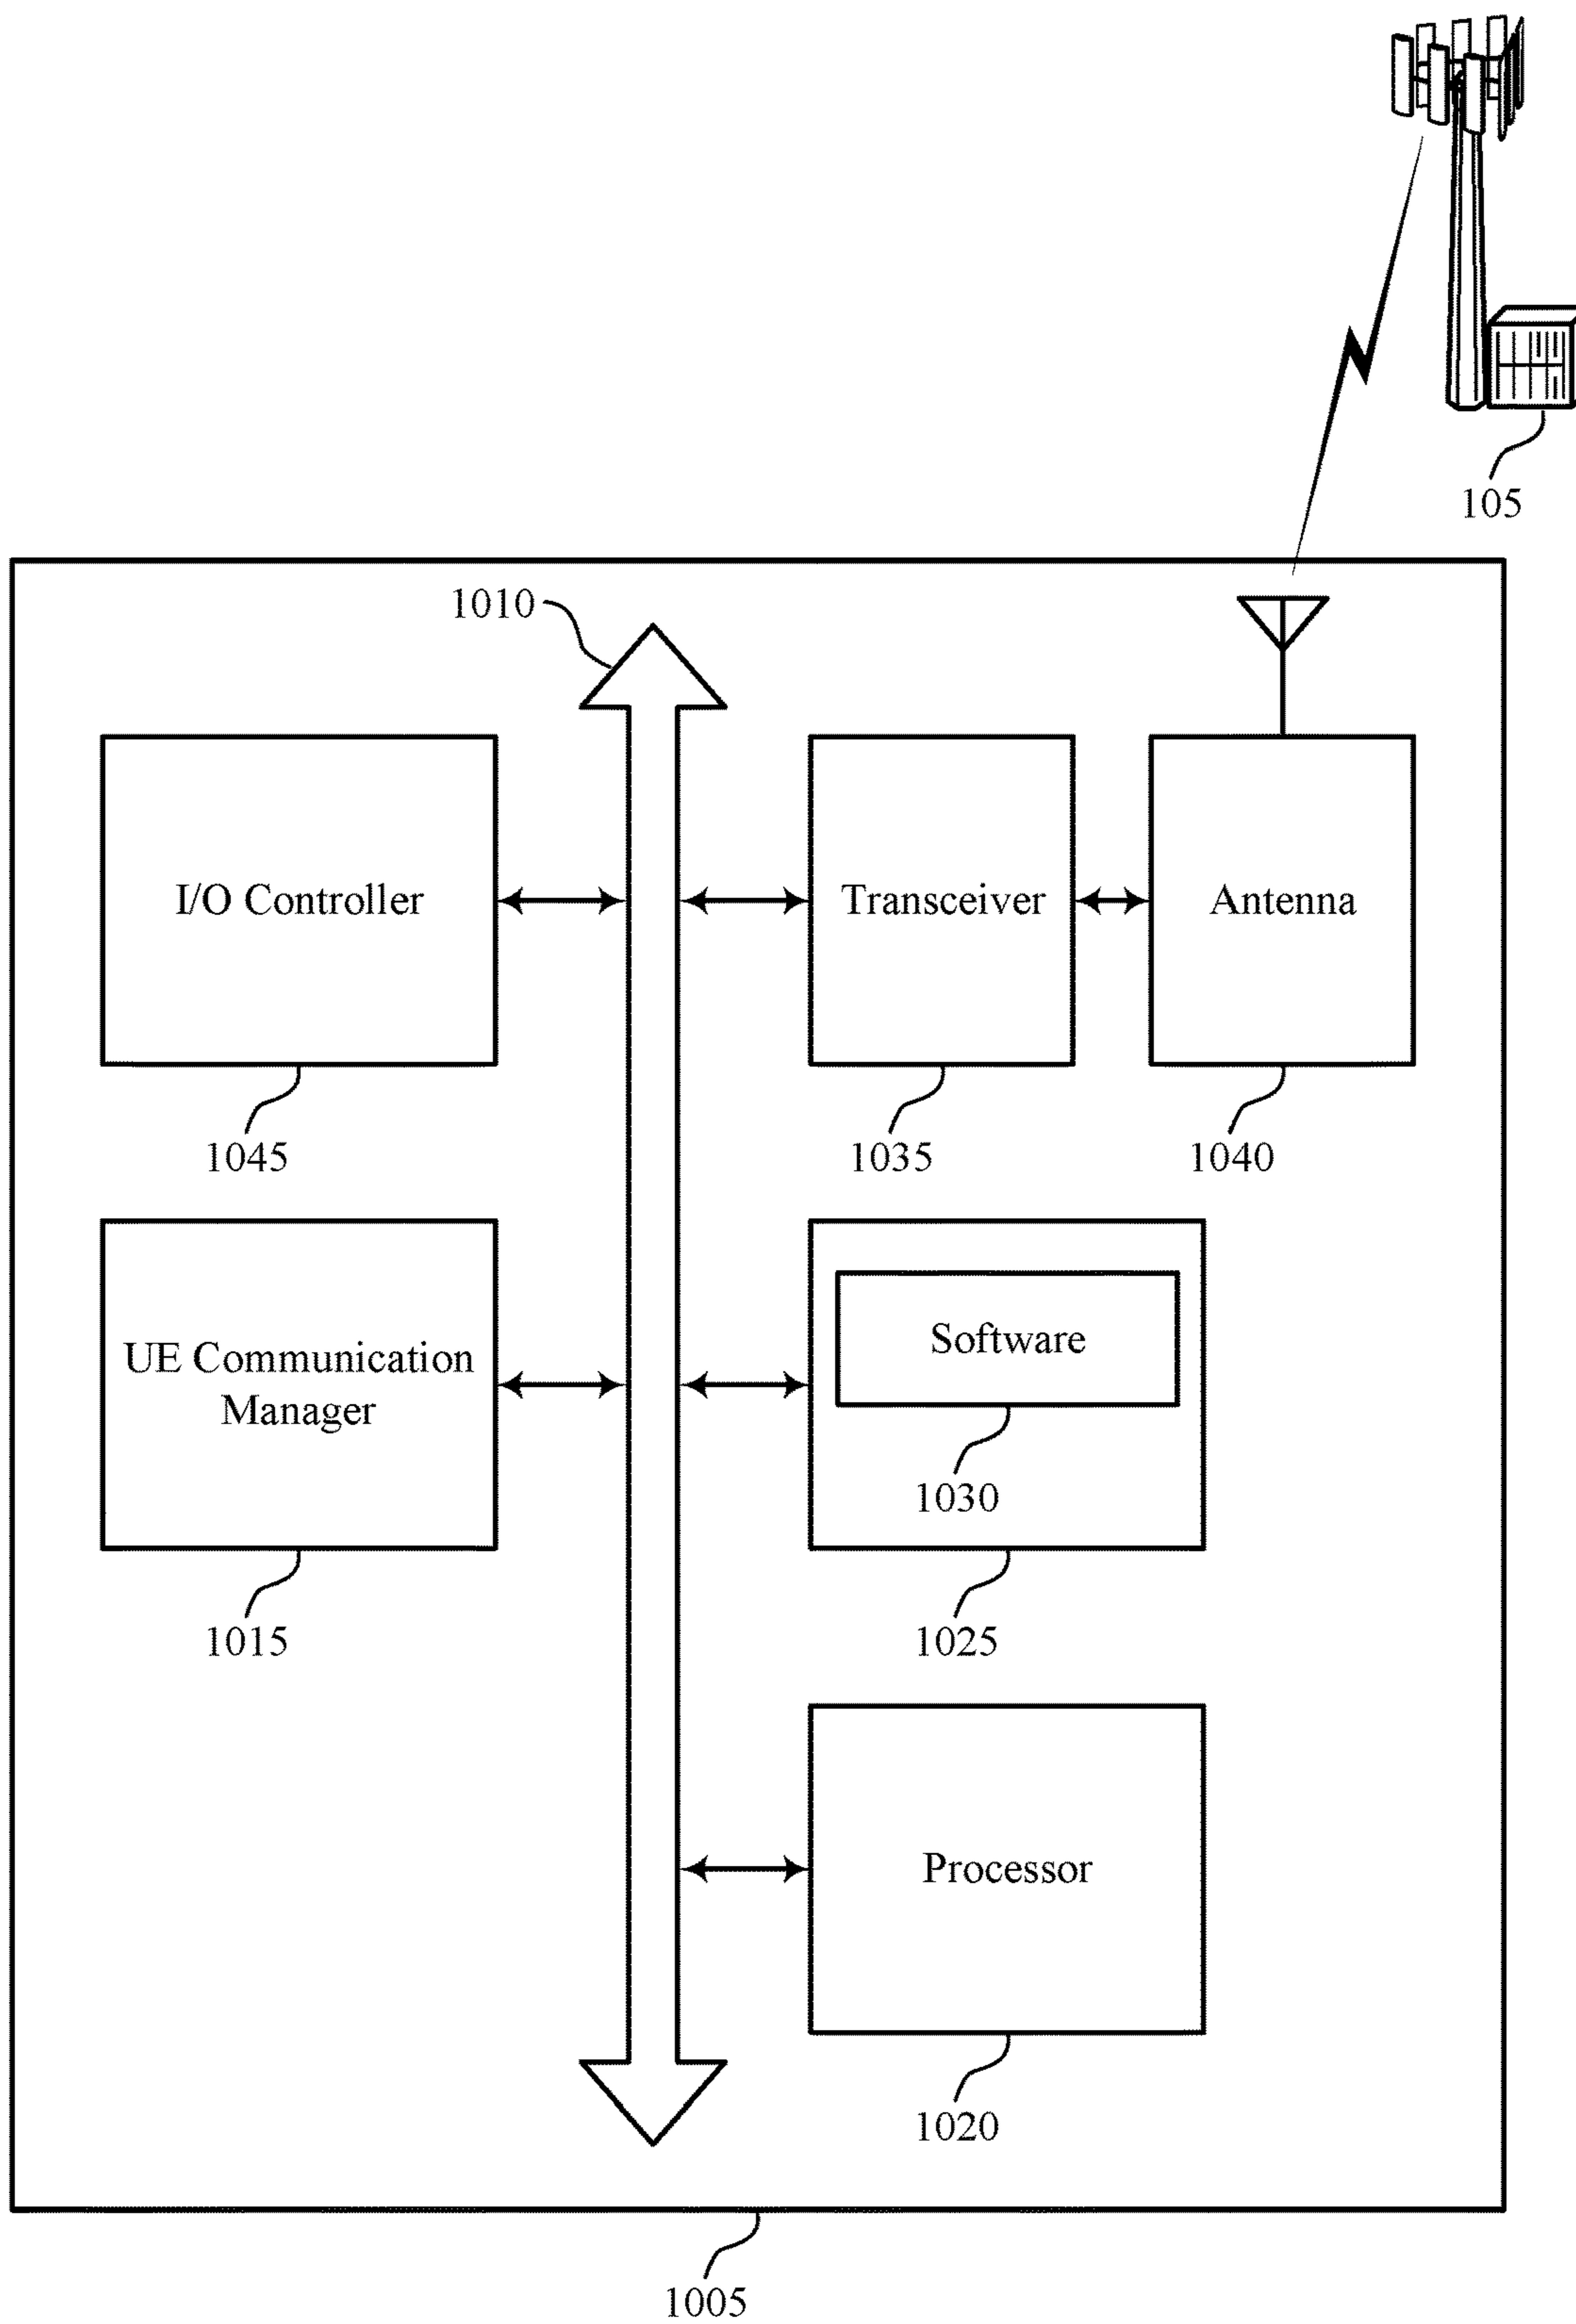 105
1010
I/O Controller
Transceiver
Antenna
1045
1035
1040
UE Communication
Manager
Software
1030
1015
1025
Processor
1020
1005